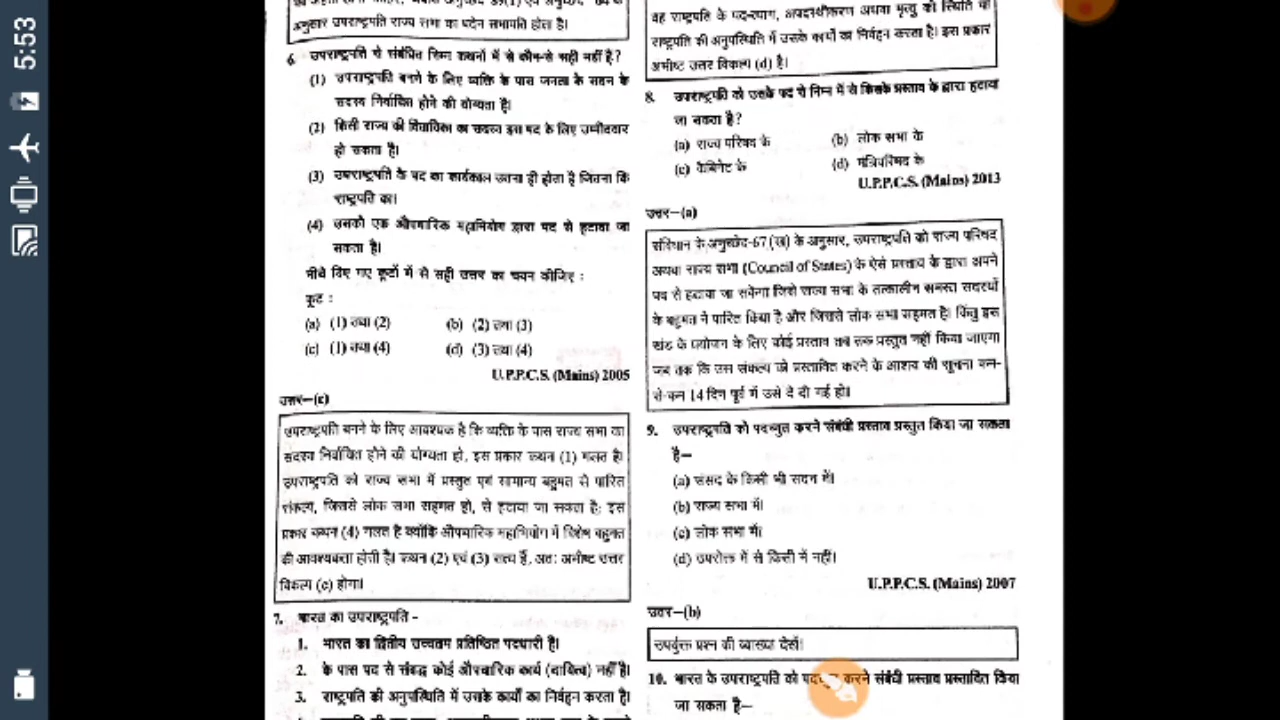 5:53
अनुसार उपराष्ट्रपति राज्य सभा का पदेन सभापति होता है।
6. उपराष्ट्रपति से संबंधित निम्न कथनों में से कौन-से सही नहीं है?
(1) उपराष्ट्रपति बनने के लिए व्यक्ति के पास जनता के सदन के
सदस्य निर्वाचित होने की योग्यता है।
(2) किसी राज्य की विधायिका का सदस्य इस पद के लिए उम्मीदवार
हो सकता है।
(3) उपराष्ट्रपति के पद का कार्यकाल उतना ही होता है जितना कि
राष्ट्रपति का।
(4) उसको एक औपचारिक महाभियोग द्वारा पद से हटाया जा
सकता है।
नीचे दिए गए कूटों में से सही उत्तर का चयन कीजिए :
कूट :
(a) (1) तथा (2) (b) (2) तथा (3)
(c) (1) तथा (4) (d) (3) तथा (4)
U.P.P.C.S. (Mains) 2005
उत्तर—(c)
उपराष्ट्रपति बनने के लिए आवश्यक है कि व्यक्ति के पास राज्य सभा का
सदस्य निर्वाचित होने की योग्यता हो, इस प्रकार कथन (1) गलत है।
उपराष्ट्रपति को राज्य सभा में प्रस्तुत एवं सामान्य बहुमत से पारित
संकल्प, जिससे लोक सभा सहमत हो, से हटाया जा सकता है; इस
प्रकार कथन (4) गलत है क्योंकि औपचारिक महाभियोग में विशेष बहुमत
की आवश्यकता होती है। कथन (2) एवं (3) सत्य हैं, अतः अभीष्ट उत्तर
विकल्प (c) होगा।
7. भारत का उपराष्ट्रपति -
1. भारत का द्वितीय उच्चतम प्रतिष्ठित पदधारी है।
2. के पास पद से संबद्ध कोई औपचारिक कार्य (दायित्व) नहीं है।
3. राष्ट्रपति की अनुपस्थिति में उसके कार्यों का निर्वहन करता है।
वह राष्ट्रपति के पद-त्याग, अपदस्थीकरण अथवा मृत्यु की स्थिति या
राष्ट्रपति की अनुपस्थिति में उसके कार्यों का निर्वहन करता है। इस प्रकार
अभीष्ट उत्तर विकल्प (d) है।
8. उपराष्ट्रपति को उसके पद से निम्न में से किसके प्रस्ताव के द्वारा हटाया
जा सकता है?
(a) राज्य परिषद के (b) लोक सभा के
(c) कैबिनेट के (d) मंत्रिपरिषद के
U.P.P.C.S. (Mains) 2013
उत्तर—(a)
संविधान के अनुच्छेद-67 (ख) के अनुसार, उपराष्ट्रपति को राज्य परिषद
अथवा राज्य सभा (Council of States) के ऐसे प्रस्ताव के द्वारा अपने
पद से हटाया जा सकेगा जिसे राज्य सभा के तत्कालीन समस्त सदस्यों
के बहुमत ने पारित किया है और जिससे लोक सभा सहमत है। किंतु इस
खंड के प्रयोजन के लिए कोई प्रस्ताव तब तक प्रस्तुत नहीं किया जाएगा
जब तक कि उस संकल्प को प्रस्तावित करने के आशय की सूचना कम-
से-कम 14 दिन पूर्व में उसे दे दी गई हो।
9. उपराष्ट्रपति को पदच्युत करने संबंधी प्रस्ताव प्रस्तुत किया जा सकता
है—
(a) संसद के किसी भी सदन में।
(b) राज्य सभा में।
(c) लोक सभा में।
(d) उपरोक्त में से किसी में नहीं।
U.P.P.C.S. (Mains) 2007
उत्तर—(b)
उपर्युक्त प्रश्न की व्याख्या देखें।
10. भारत के उपराष्ट्रपति को करने संबंधी प्रस्ताव प्रस्तावित किया
जा सकता है—